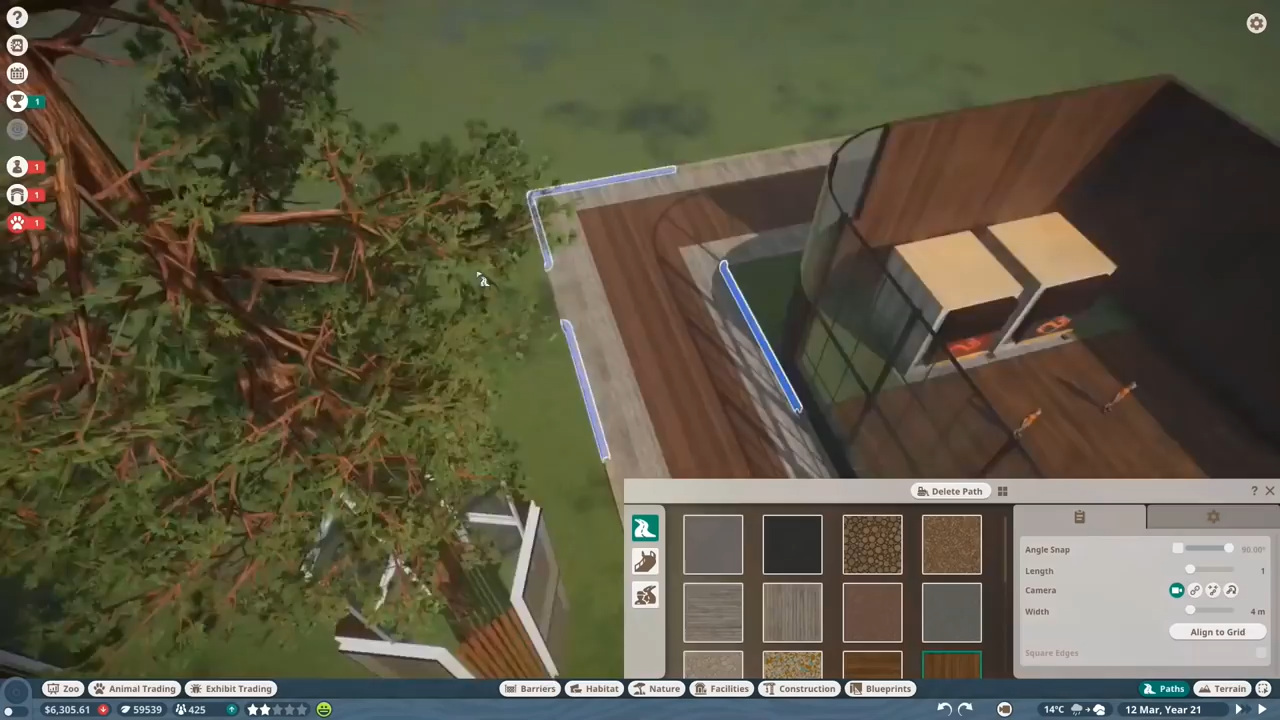 ?
1
1
1
1
Delete Path
?
Angle Snap 90.00°
Length 1
Camera
Width 4 m
Align to Grid
Square Edges
Zoo Animal Trading Exhibit Trading Barriers Habitat Nature Facilities Construction Blueprints Paths Terrain
$6,305.61 59539 425 14°C 12 Mar, Year 21